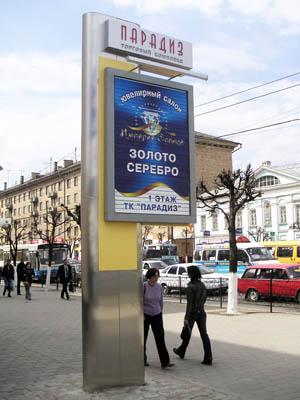 ПАРАДИЗ
ТОРГОВЫЙ КОМПЛЕКС
ЮВЕЛИРНЫЙ САЛОН
ЗОЛОТО
СЕРЕБРО
1 ЭТАЖ
ТК "ПАРАДИЗ"